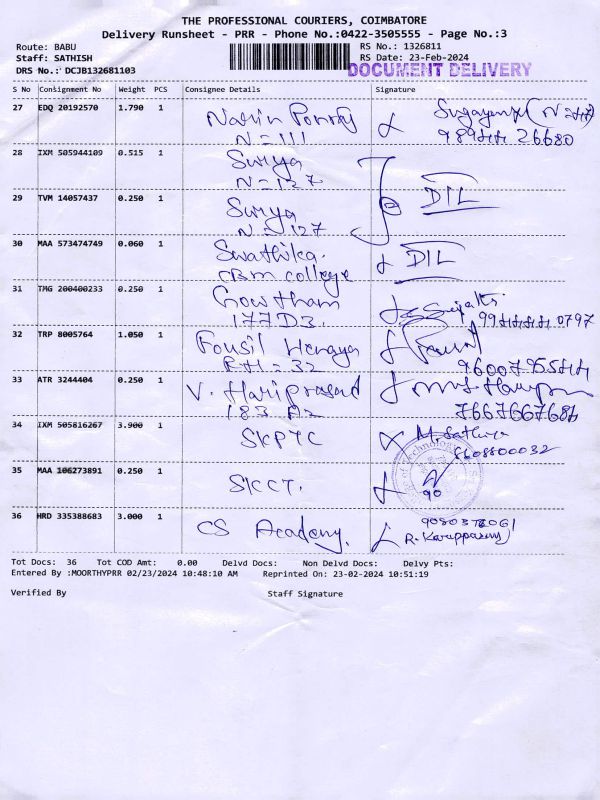 THE PROFESSIONAL COURIERS, COIMBATORE
Delivery Runsheet - PRR - Phone No.:0422-3505555 - Page No.:3
Route: BABU
RS No.: 1326811
Staff: SATHISH
RS Date: 23-Feb-2024
DRS No.: DCJB132681103
DOCUMENT DELIVERY
S No Consignment No Weight PCS Consignee Details Signature
27 EDQ 20192570 1.790 1
N=111
28 IXM 505944109 0.515 1 Surya
N=127
29 TVM 14057437 0.250 1 Surya DIL
N=127
30 MAA 573474749 0.060 1 Swathika. DIL
CBM college
31 TMG 200400233 0.250 1 Gowtham
177D3.
32 TRP 8005764 1.050 1
RH=32
33 ATR 3244404 0.250 1 V. Hariprasad
183 A2
34 IXM 505816267 3.900 1 SKPTC M. Sathiya
35 MAA 106273891 0.250 1 SKCT.
90
36 HRD 335388683 3.000 1 CS Academy.
R. Karuppasamy
Tot Docs: 36 Tot COD Amt: 0.00 Delvd Docs: Non Delvd Docs: Delvy Pts:
Entered By :MOORTHYPRR 02/23/2024 10:48:10 AM Reprinted On: 23-02-2024 10:51:19
Verified By Staff Signature